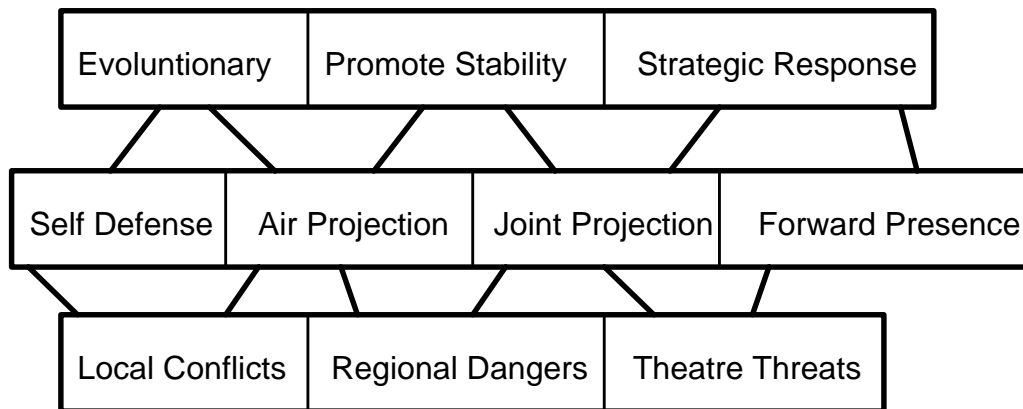 Evoluntionary Promote Stability Strategic Response
Self Defense Air Projection Joint Projection Forward Presence
Local Conflicts Regional Dangers Theatre Threats